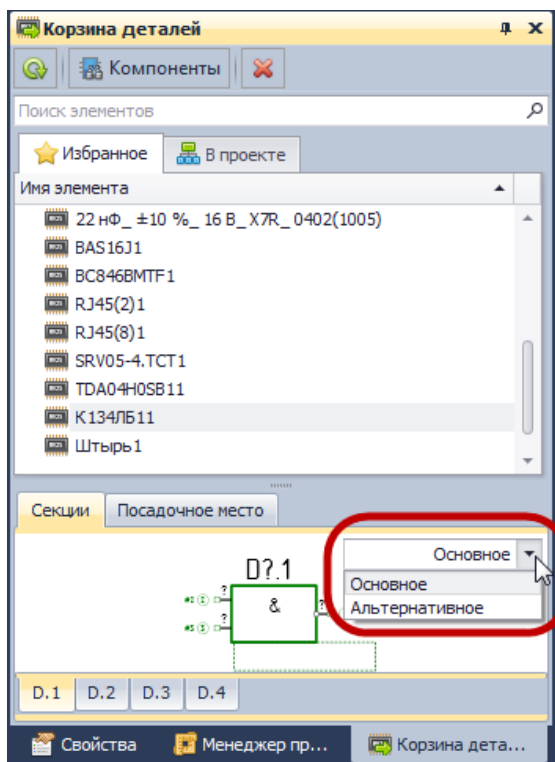 Корзина деталей
Компоненты
Поиск элементов
Избранное
В проекте
Имя элемента
22 нФ_ ±10 %_ 16 В_ X7R_ 0402(1005)
BAS16J1
BC846BMTF1
RJ45(2)1
RJ45(8)1
SRV05-4.TCT1
TDA04H0SB11
К134ЛБ11
Штырь1
Секции
Посадочное место
Основное
D?.1
Основное
&
Альтернативное
D.1
D.2
D.3
D.4
Свойства
Менеджер пр...
Корзина дета...